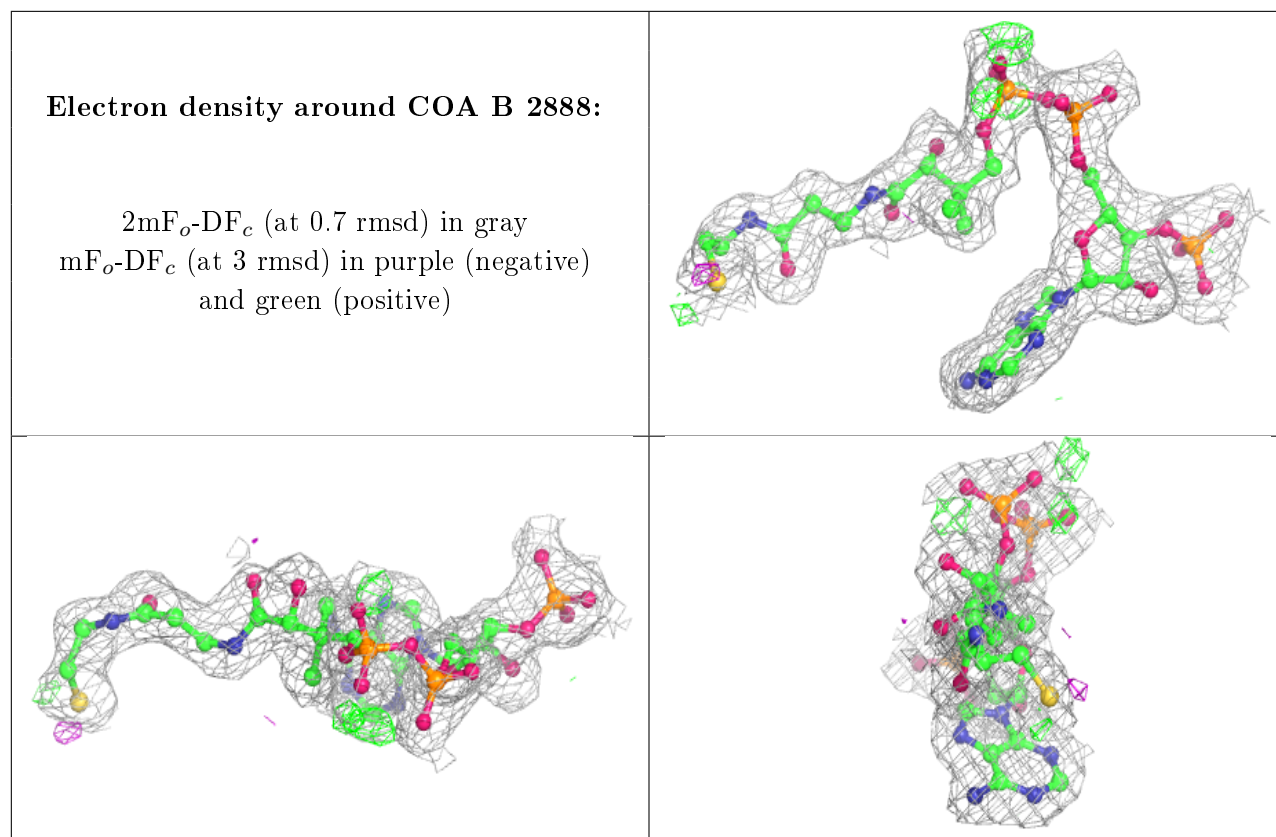 Electron density around COA B 2888:
2mFₒ-DF𝒸 (at 0.7 rmsd) in gray
mFₒ-DF𝒸 (at 3 rmsd) in purple (negative)
and green (positive)